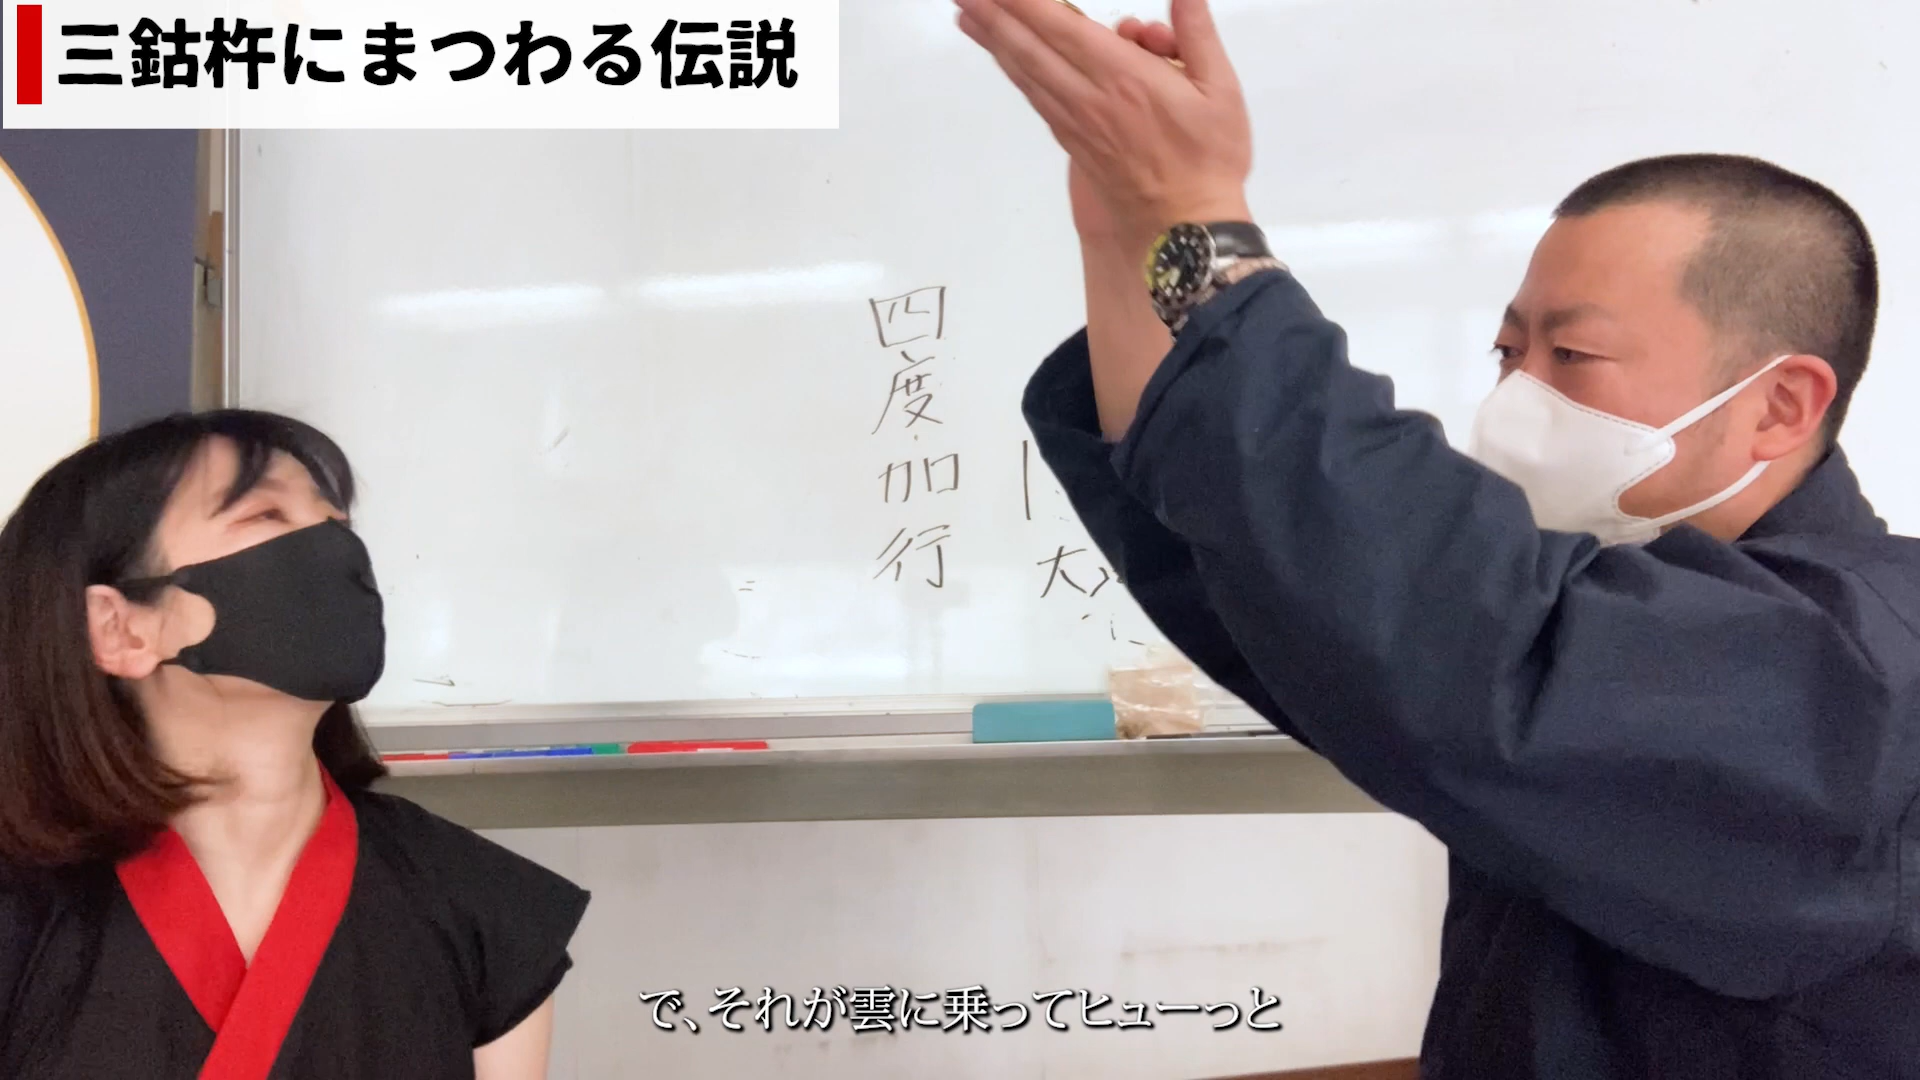 三鈷杵にまつわる伝説
四度加行
大
で、それが雲に乗ってヒューっと